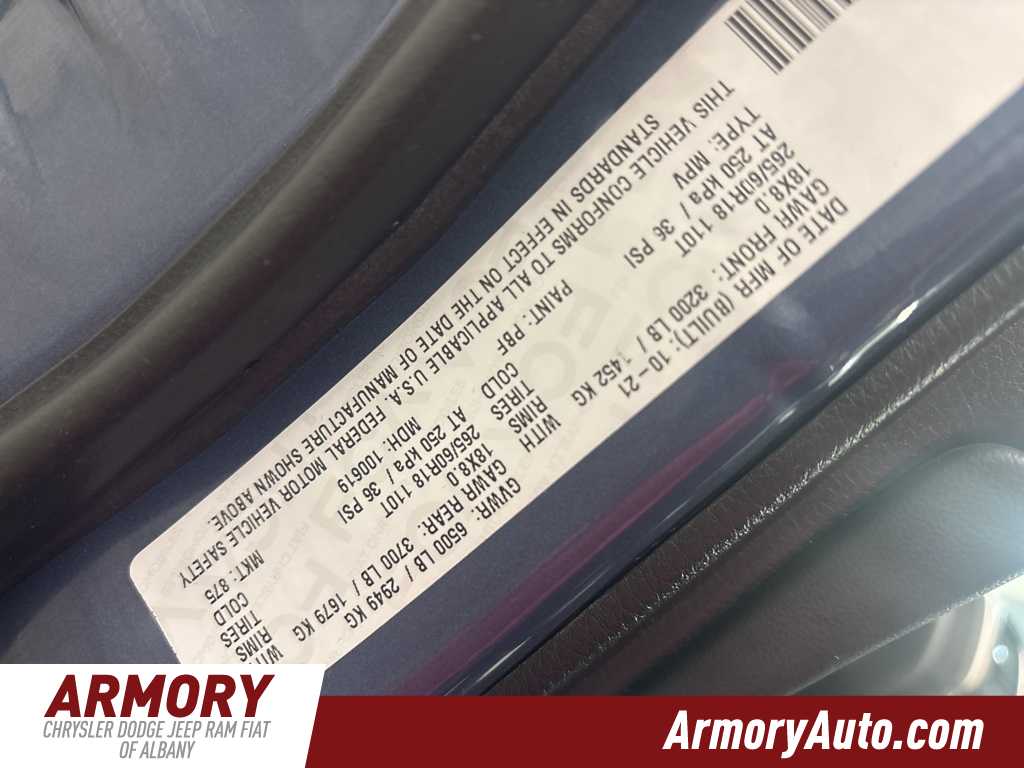 DATE OF MFR (BUILT): 10-21 GVWR: 6500 LB / 2949 KG
GAWR FRONT: 3200 LB / 1452 KG WITH GAWR REAR: 3700 LB / 1679 KG
18X8.0 RIMS 18X8.0 RIMS
265/60R18 110T TIRES 265/60R18 110T TIRES
AT 250 kPa / 36 PSI COLD AT 250 kPa / 36 PSI COLD
TYPE: MPV PAINT: PBF MDH: 100619 MKT: 875
THIS VEHICLE CONFORMS TO ALL APPLICABLE U.S.A. FEDERAL MOTOR VEHICLE SAFETY
STANDARDS IN EFFECT ON THE DATE OF MANUFACTURE SHOWN ABOVE.
ARMORY
CHRYSLER DODGE JEEP RAM FIAT
OF ALBANY
ArmoryAuto.com